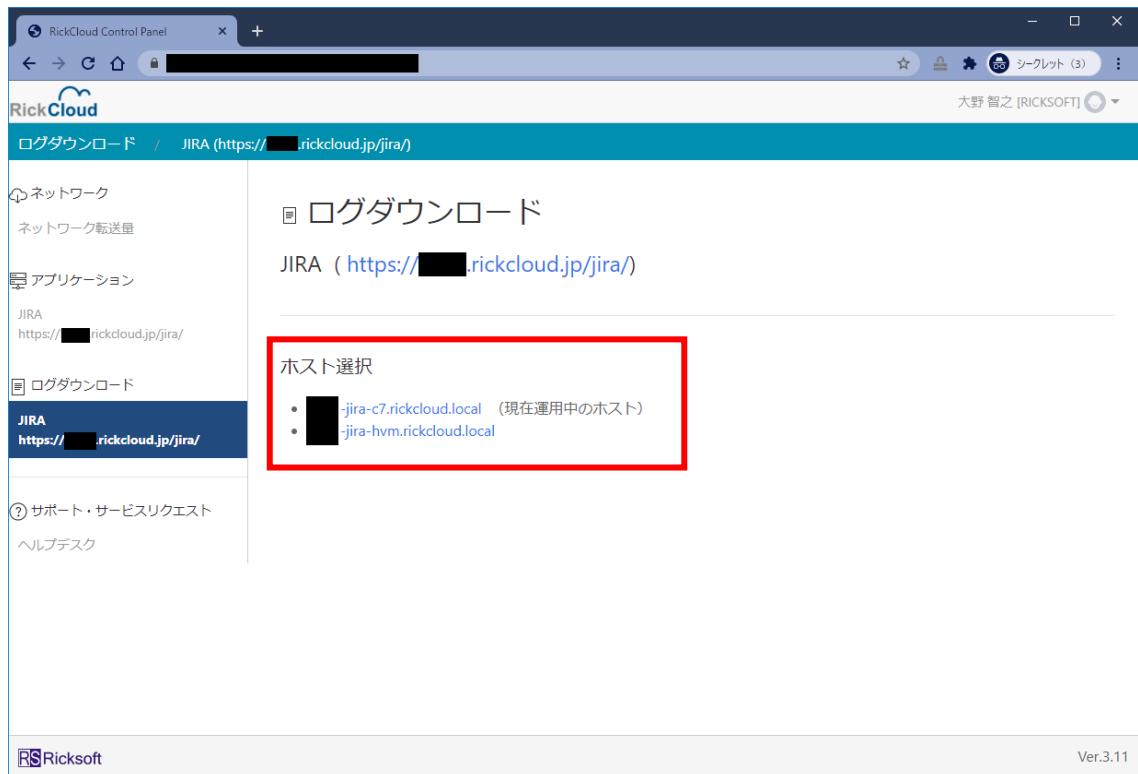 RickCloud Control Panel
シークレット (3)
RickCloud
大野 智之 [RICKSOFT]
ログダウンロード / JIRA (https://.rickcloud.jp/jira/)
ネットワーク
ネットワーク転送量
アプリケーション
JIRA
https://rickcloud.jp/jira/
ログダウンロード
JIRA
https://.rickcloud.jp/jira/
サポート・サービスリクエスト
ヘルプデスク
ログダウンロード
JIRA ( https://.rickcloud.jp/jira/)
ホスト選択
-jira-c7.rickcloud.local (現在運用中のホスト)
-jira-hvm.rickcloud.local
RS Ricksoft
Ver.3.11